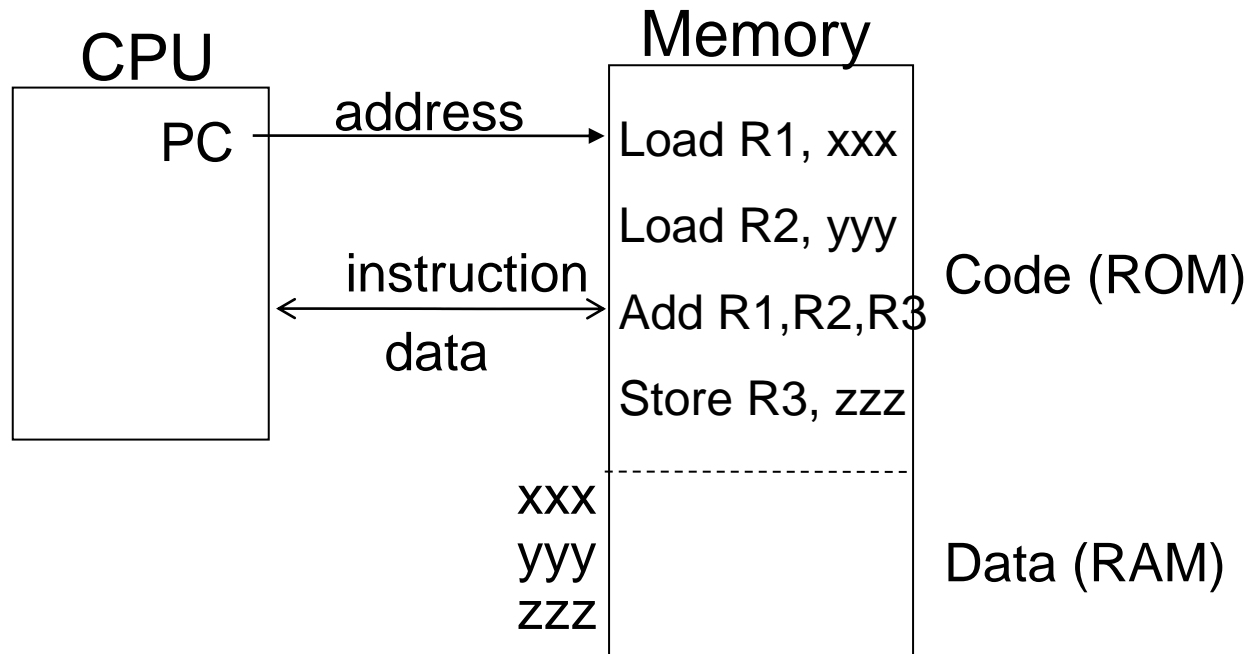 CPU
Memory
PC
address
Load R1, xxx
Load R2, yyy
instruction
data
Add R1,R2,R3
Store R3, zzz
Code (ROM)
xxx
yyy
zzz
Data (RAM)